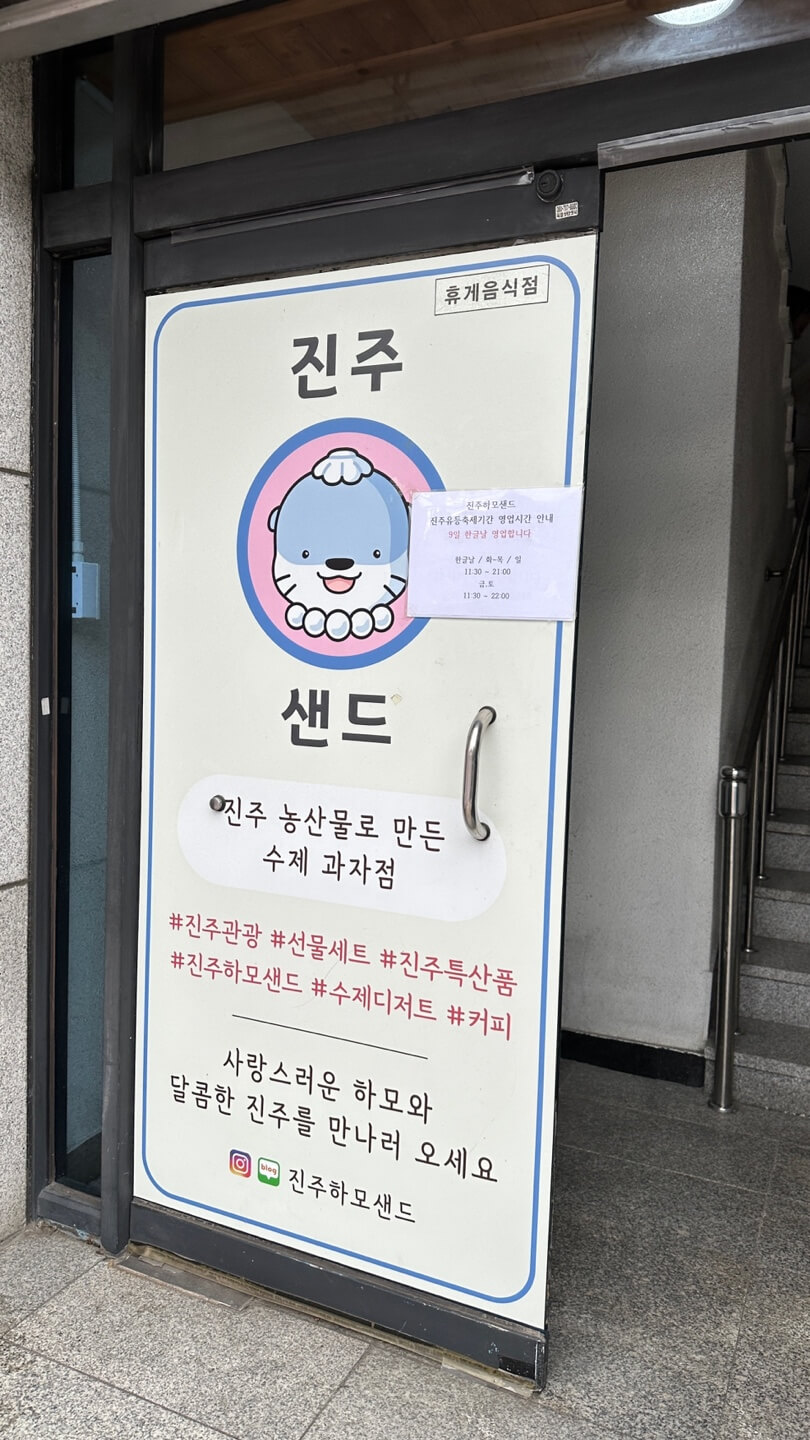 휴게음식점
진주
진주하모샌드
진주유등축제기간 영업시간 안내
9일 한글날 영업합니다
한글날 / 화~목 / 일
11:30 ~ 21:00
금,토
11:30 ~ 22:00
샌드
진주 농산물로 만든
수제 과자점
#진주관광 #선물세트 #진주특산품
#진주하모샌드 #수제디저트 #커피
사랑스러운 하모와
달콤한 진주를 만나러 오세요
blog 진주하모샌드